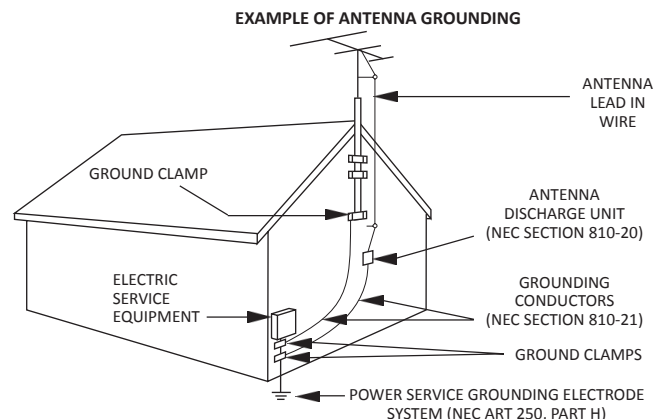 EXAMPLE OF ANTENNA GROUNDING
ANTENNA
LEAD IN
WIRE
GROUND CLAMP
ANTENNA
DISCHARGE UNIT
(NEC SECTION 810-20)
ELECTRIC
SERVICE
EQUIPMENT
GROUNDING
CONDUCTORS
(NEC SECTION 810-21)
GROUND CLAMPS
POWER SERVICE GROUNDING ELECTRODE
SYSTEM (NEC ART 250, PART H)